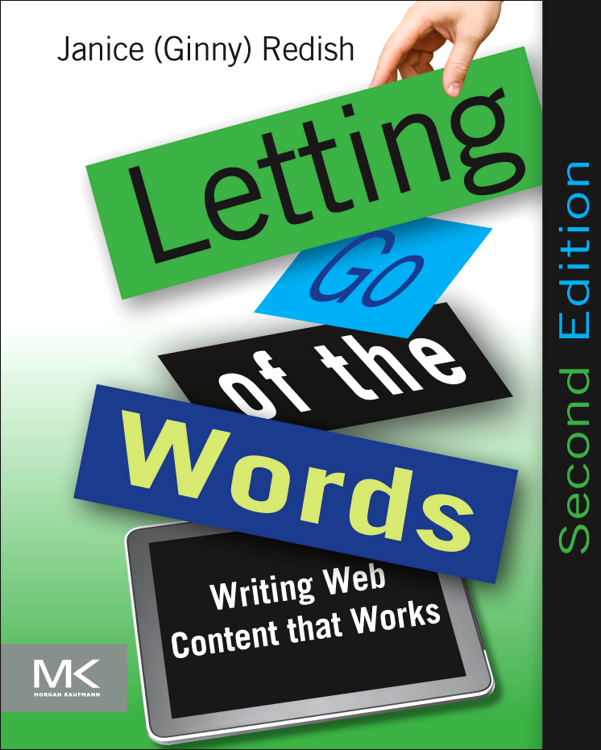 Janice (Ginny) Redish
Letting
Go
of the
Words
Writing Web
Content that Works
Second Edition
MK
MORGAN KAUFMANN